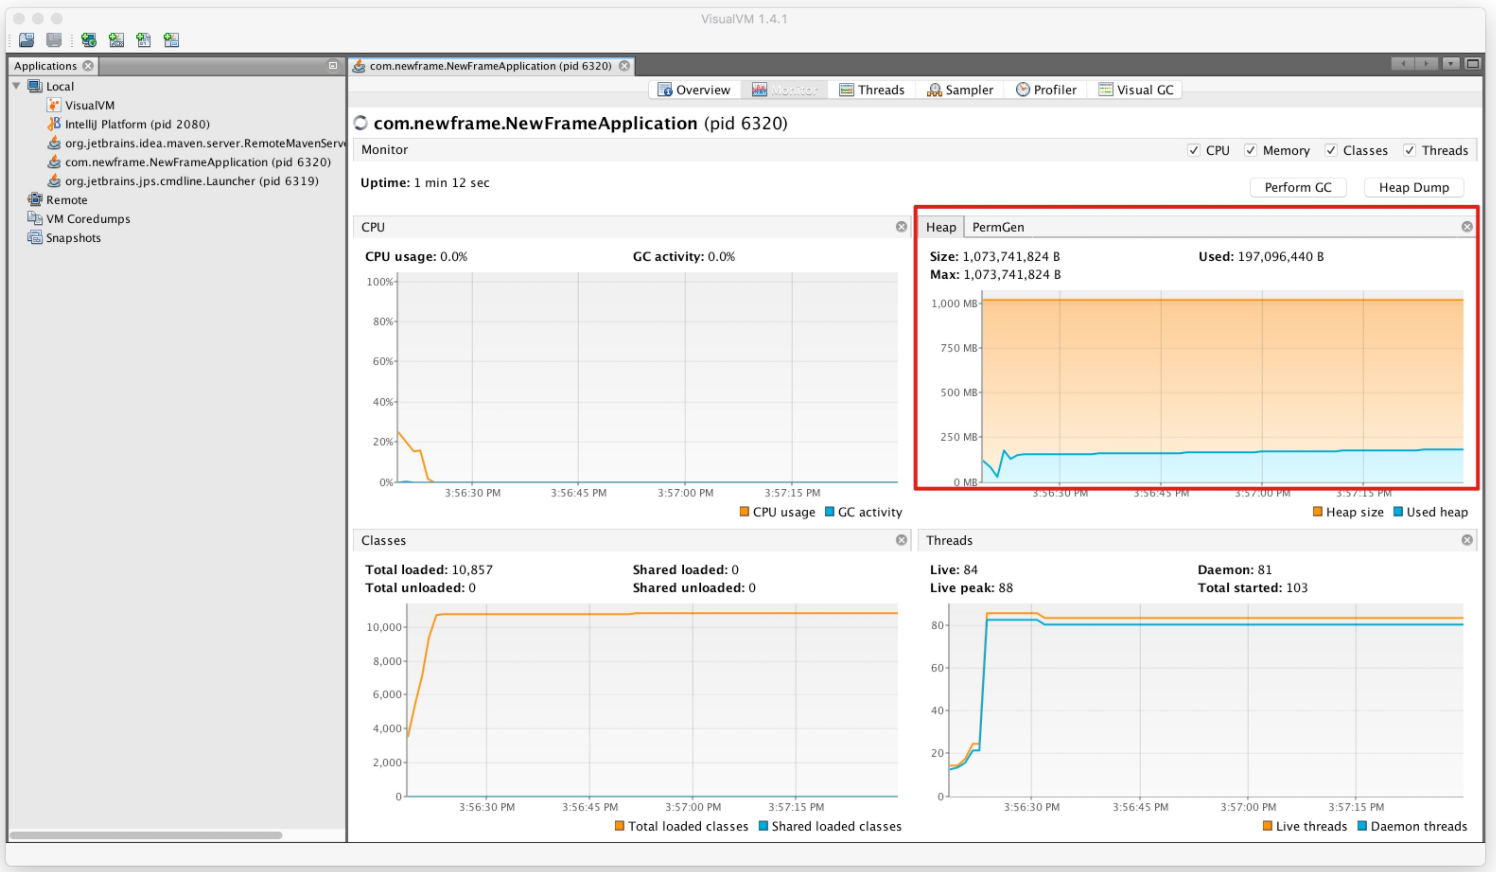 VisualVM 1.4.1
Applications
Local
VisualVM
IntelliJ Platform (pid 2080)
org.jetbrains.idea.maven.server.RemoteMavenServe
com.newframe.NewFrameApplication (pid 6320)
org.jetbrains.jps.cmdline.Launcher (pid 6319)
Remote
VM Coredumps
Snapshots
com.newframe.NewFrameApplication (pid 6320)
Overview Monitor Threads Sampler Profiler Visual GC
com.newframe.NewFrameApplication (pid 6320)
Monitor CPU Memory Classes Threads
Uptime: 1 min 12 sec
Perform GC Heap Dump
CPU
CPU usage: 0.0% GC activity: 0.0%
100%
80%
60%
40%
20%
0%
3:56:30 PM 3:56:45 PM 3:57:00 PM 3:57:15 PM
CPU usage GC activity
Heap PermGen
Size: 1,073,741,824 B Used: 197,096,440 B
Max: 1,073,741,824 B
1,000 MB
750 MB
500 MB
250 MB
0 MB
3:56:30 PM 3:56:45 PM 3:57:00 PM 3:57:15 PM
Heap size Used heap
Classes
Total loaded: 10,857 Shared loaded: 0
Total unloaded: 0 Shared unloaded: 0
10,000
8,000
6,000
4,000
2,000
0
3:56:30 PM 3:56:45 PM 3:57:00 PM 3:57:15 PM
Total loaded classes Shared loaded classes
Threads
Live: 84 Daemon: 81
Live peak: 88 Total started: 103
80
60
40
20
0
3:56:30 PM 3:56:45 PM 3:57:00 PM 3:57:15 PM
Live threads Daemon threads